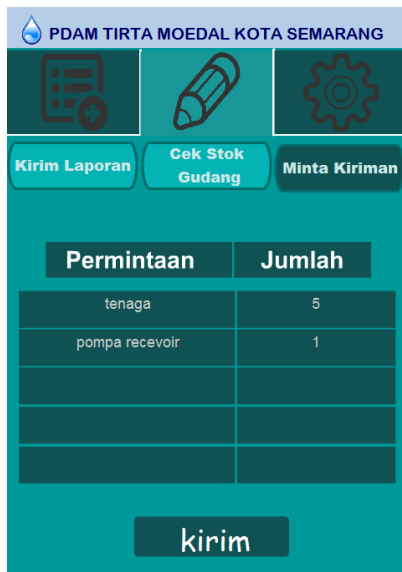 PDAM TIRTA MOEDAL KOTA SEMARANG
Kirim Laporan
Cek Stok
Gudang
Minta Kiriman
Permintaan Jumlah
tenaga 5
pompa recevoir 1
kirim